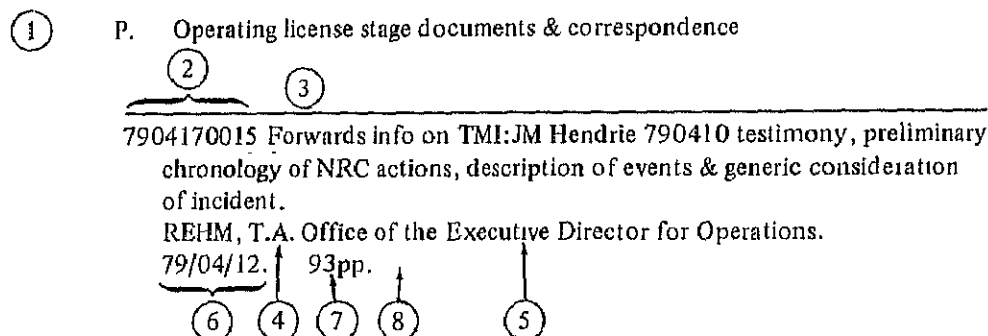 1 P. Operating license stage documents & correspondence
2 3
7904170015 Forwards info on TMI:JM Hendrie 790410 testimony, preliminary
chronology of NRC actions, description of events & generic consideration
of incident.
REHM, T.A. Office of the Executive Director for Operations.
79/04/12. 93pp.
6 4 7 8 5